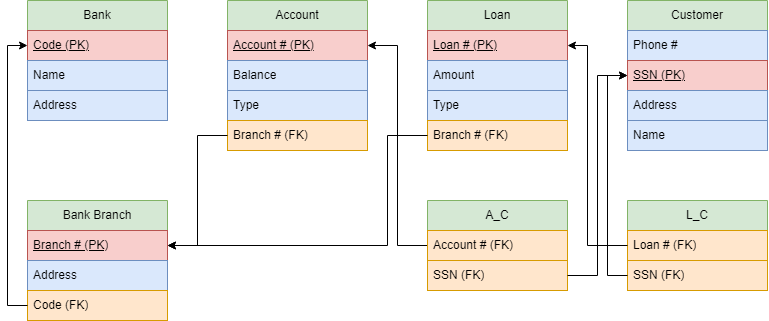 Bank
Code (PK)
Name
Address
Account
Account # (PK)
Balance
Type
Branch # (FK)
Loan
Loan # (PK)
Amount
Type
Branch # (FK)
Customer
Phone #
SSN (PK)
Address
Name
Bank Branch
Branch # (PK)
Address
Code (FK)
A_C
Account # (FK)
SSN (FK)
L_C
Loan # (FK)
SSN (FK)